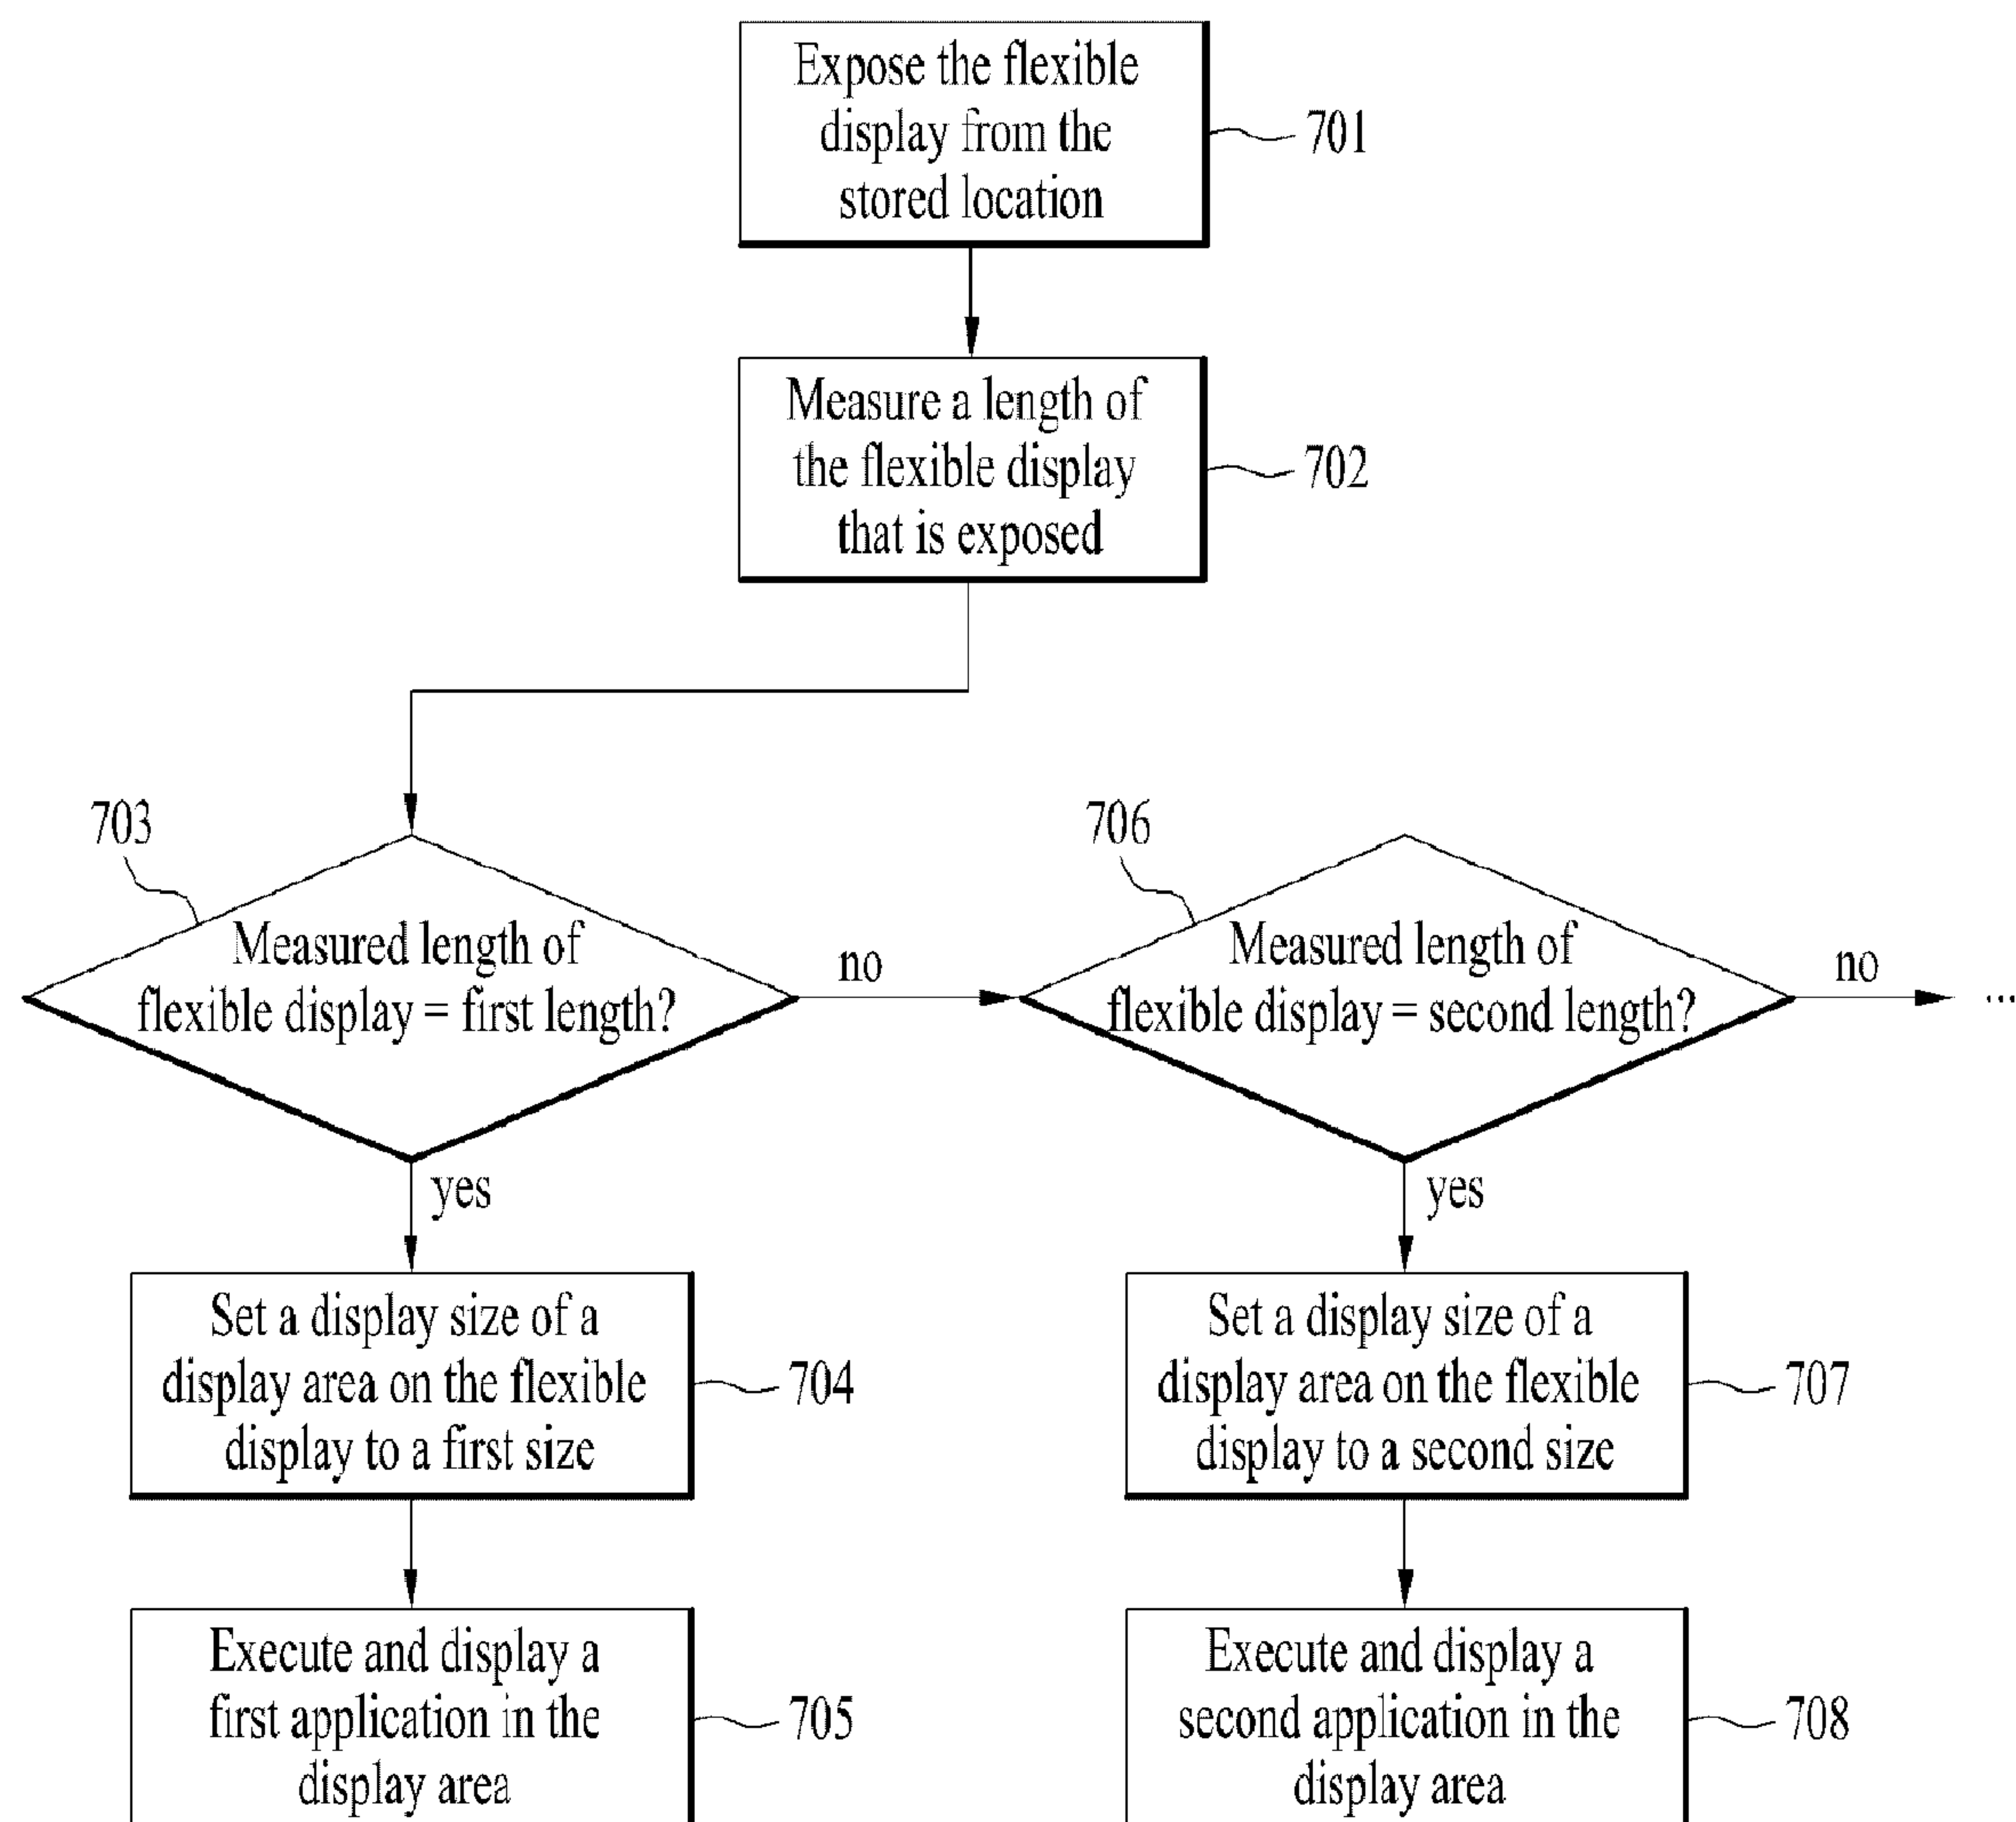 Expose the flexible
display from the
stored location
701
Measure a length of
the flexible display
that is exposed
702
703
Measured length of
flexible display = first length?
no
706
Measured length of
flexible display = second length?
no
...
yes
yes
Set a display size of a
display area on the flexible
display to a first size
704
Set a display size of a
display area on the flexible
display to a second size
707
Execute and display a
first application in the
display area
705
Execute and display a
second application in the
display area
708